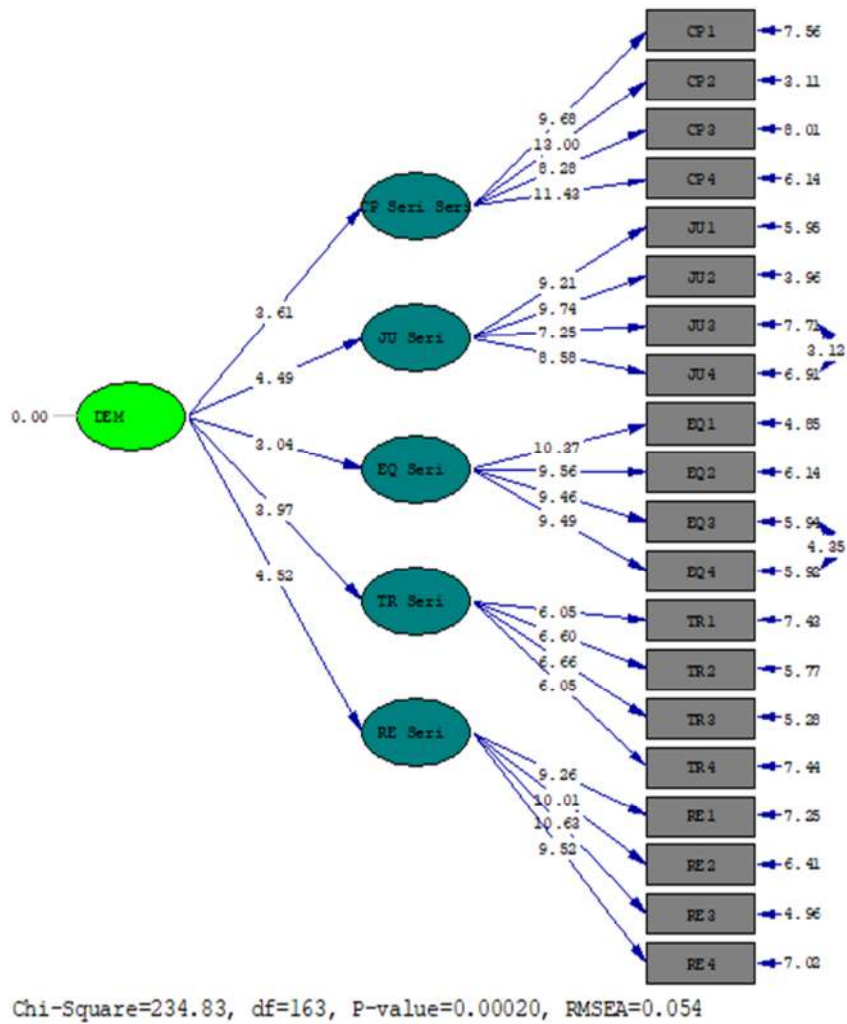 CP1
7.56
CP2
3.11
9.68
CP3
8.01
13.00
8.28
CP4
6.14
11.43
CP Seri Seri
JU1
5.95
JU2
3.96
9.21
9.74
JU3
7.71
3.61
7.25
JU Seri
3.12
8.58
JU4
6.91
4.49
0.00
DEM
EQ1
4.85
3.04
10.37
EQ Seri
9.56
EQ2
6.14
9.46
3.97
9.49
EQ3
5.94
4.35
EQ4
5.92
4.52
TR Seri
6.05
TR1
7.43
6.60
6.66
TR2
5.77
6.05
TR3
5.28
RE Seri
TR4
7.44
9.26
10.01
RE1
7.25
10.63
9.52
RE2
6.41
RE3
4.96
RE4
7.02
Chi-Square=234.83, df=163, P-value=0.00020, RMSEA=0.054